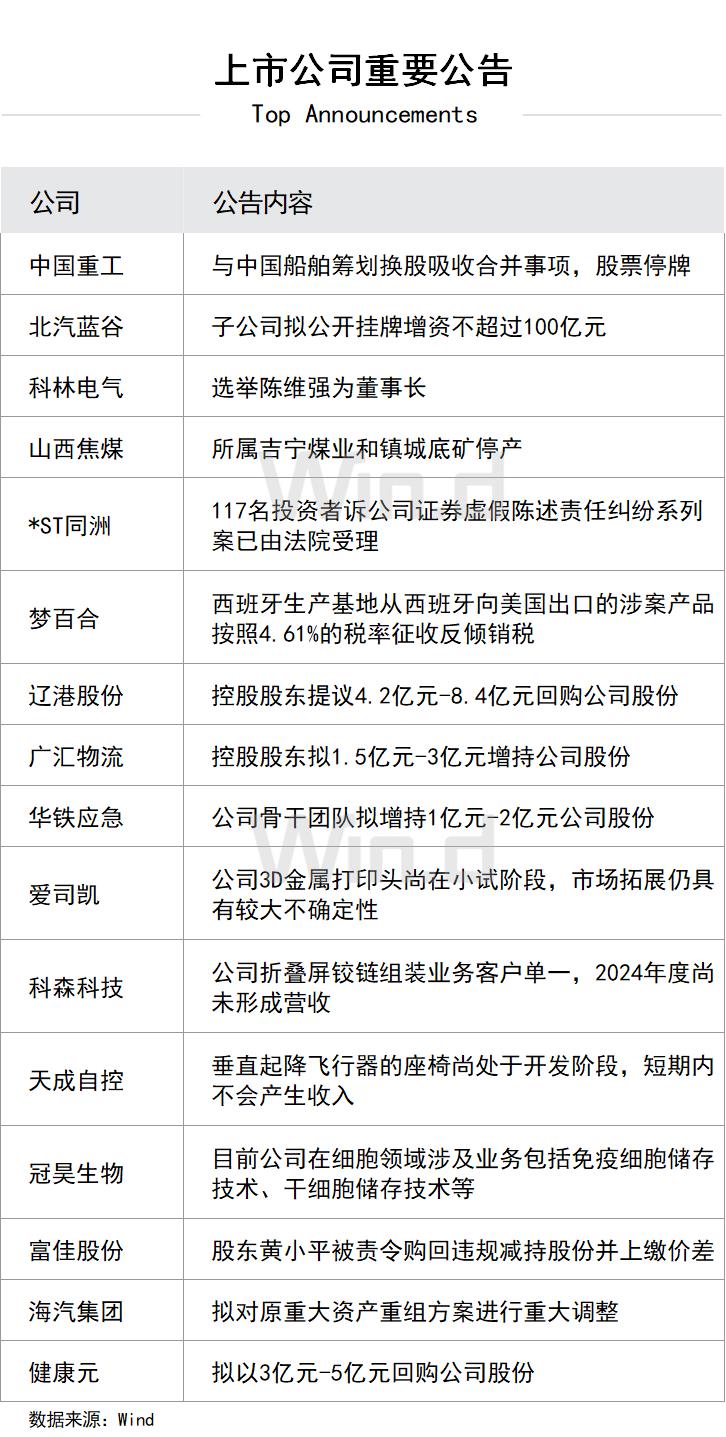 上市公司重要公告
Top Announcements
公司 公告内容
中国重工 与中国船舶筹划换股吸收合并事项，股票停牌
北汽蓝谷 子公司拟公开挂牌增资不超过100亿元
科林电气 选举陈维强为董事长
山西焦煤 所属吉宁煤业和镇城底矿停产
*ST同洲 117名投资者诉公司证券虚假陈述责任纠纷系列
案已由法院受理
梦百合 西班牙生产基地从西班牙向美国出口的涉案产品
按照4.61%的税率征收反倾销税
辽港股份 控股股东提议4.2亿元-8.4亿元回购公司股份
广汇物流 控股股东拟1.5亿元-3亿元增持公司股份
华铁应急 公司骨干团队拟增持1亿元-2亿元公司股份
爱司凯 公司3D金属打印头尚在小试阶段，市场拓展仍具
有较大不确定性
科森科技 公司折叠屏铰链组装业务客户单一，2024年度尚
未形成营收
天成自控 垂直起降飞行器的座椅尚处于开发阶段，短期内
不会产生收入
冠昊生物 目前公司在细胞领域涉及业务包括免疫细胞储存
技术、干细胞储存技术等
富佳股份 股东黄小平被责令购回违规减持股份并上缴价差
海汽集团 拟对原重大资产重组方案进行重大调整
健康元 拟以3亿元-5亿元回购公司股份
数据来源：Wind
Win.d
Win.d